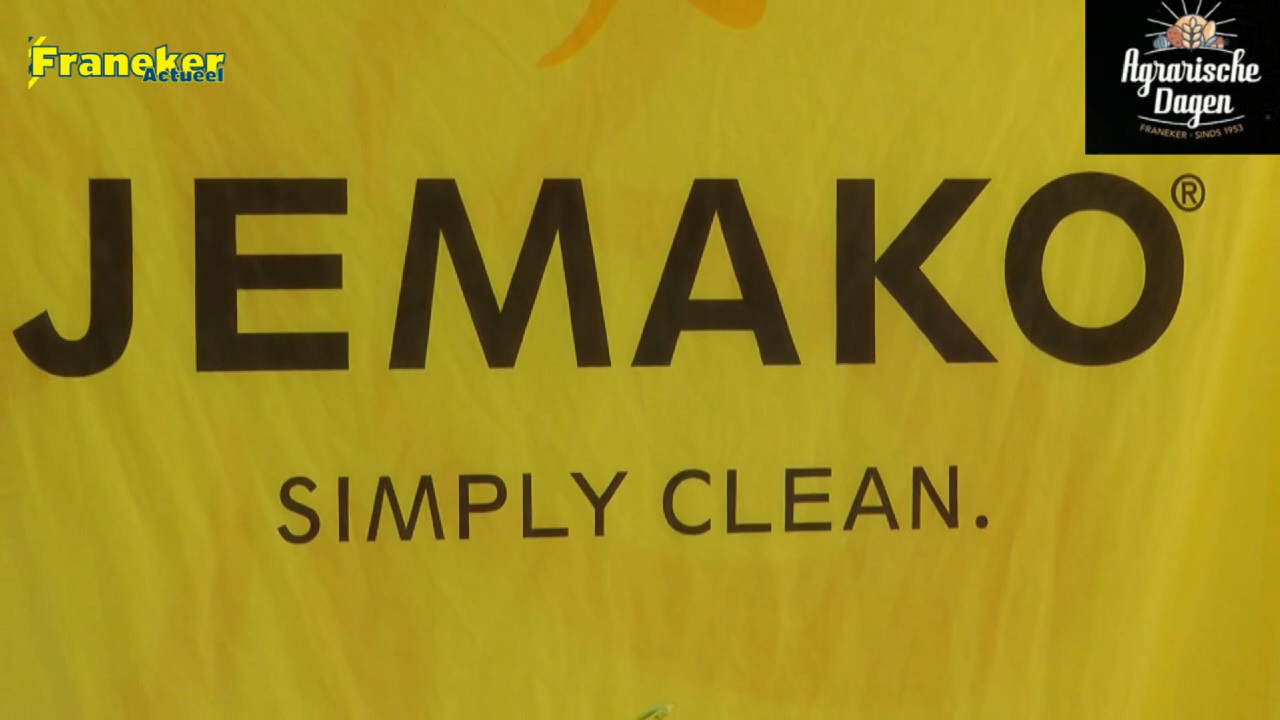 Franeker
Actueel
Agrarische
Dagen
FRANEKER · SINDS 1953
JEMAKO®
SIMPLY CLEAN.